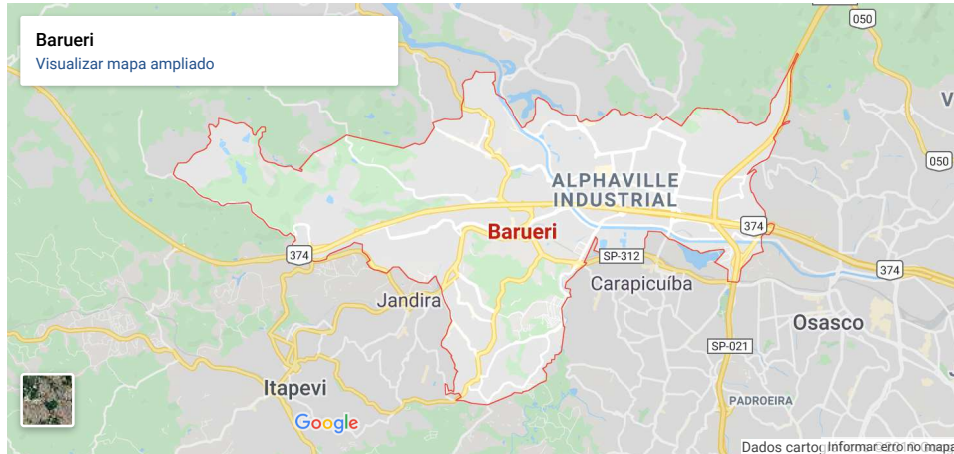 Barueri
Visualizar mapa ampliado
050
V
ALPHAVILLE
INDUSTRIAL
050
Barueri
374
374
SP-312
374
Jandira
Carapicuíba
Osasco
SP-021
Itapevi
PADROEIRA
Google
Dados cartog
Informar erro no mapa